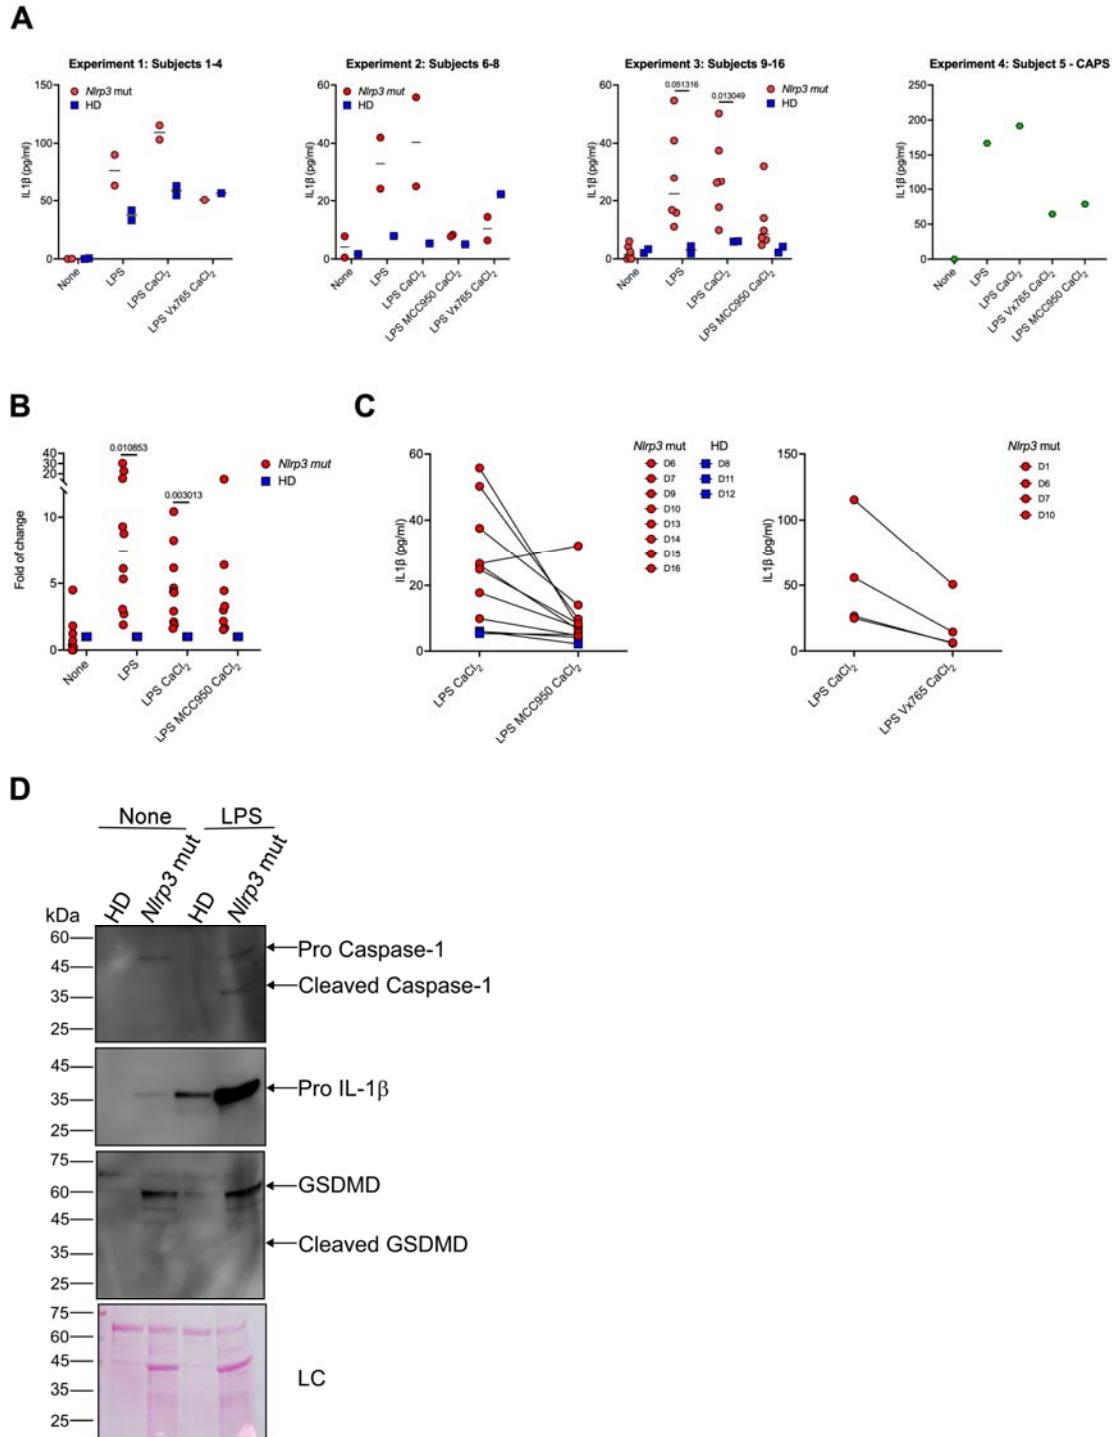 A
Experiment 1: Subjects 1-4
IL1β (pg/ml)
150
100
50
0
Nlrp3 mut
HD
None
LPS
LPS CaCl2
LPS Vx765 CaCl2
Experiment 2: Subjects 6-8
IL1β (pg/ml)
60
40
20
0
Nlrp3 mut
HD
None
LPS
LPS CaCl2
LPS MCC950 CaCl2
LPS Vx765 CaCl2
Experiment 3: Subjects 9-16
IL1β (pg/ml)
60
40
20
0
0.051316
0.013049
Nlrp3 mut
HD
None
LPS
LPS CaCl2
LPS MCC950 CaCl2
Experiment 4: Subject 5 - CAPS
IL1β (pg/ml)
250
200
150
100
50
0
None
LPS
LPS CaCl2
LPS Vx765 CaCl2
LPS MCC950 CaCl2
B
Fold of change
40
30
20
10
5
0
0.010853
0.003013
Nlrp3 mut
HD
None
LPS
LPS CaCl2
LPS MCC950 CaCl2
C
IL1β (pg/ml)
60
40
20
0
LPS CaCl2
LPS MCC950 CaCl2
Nlrp3 mut
D6
D7
D9
D10
D13
D14
D15
D16
HD
D8
D11
D12
IL1β (pg/ml)
150
100
50
0
LPS CaCl2
LPS Vx765 CaCl2
Nlrp3 mut
D1
D6
D7
D10
D
None
LPS
HD
Nlrp3 mut
HD
Nlrp3 mut
kDa
60
45
35
25
Pro Caspase-1
Cleaved Caspase-1
45
35
25
Pro IL-1β
75
60
45
35
25
GSDMD
Cleaved GSDMD
75
60
45
35
25
LC